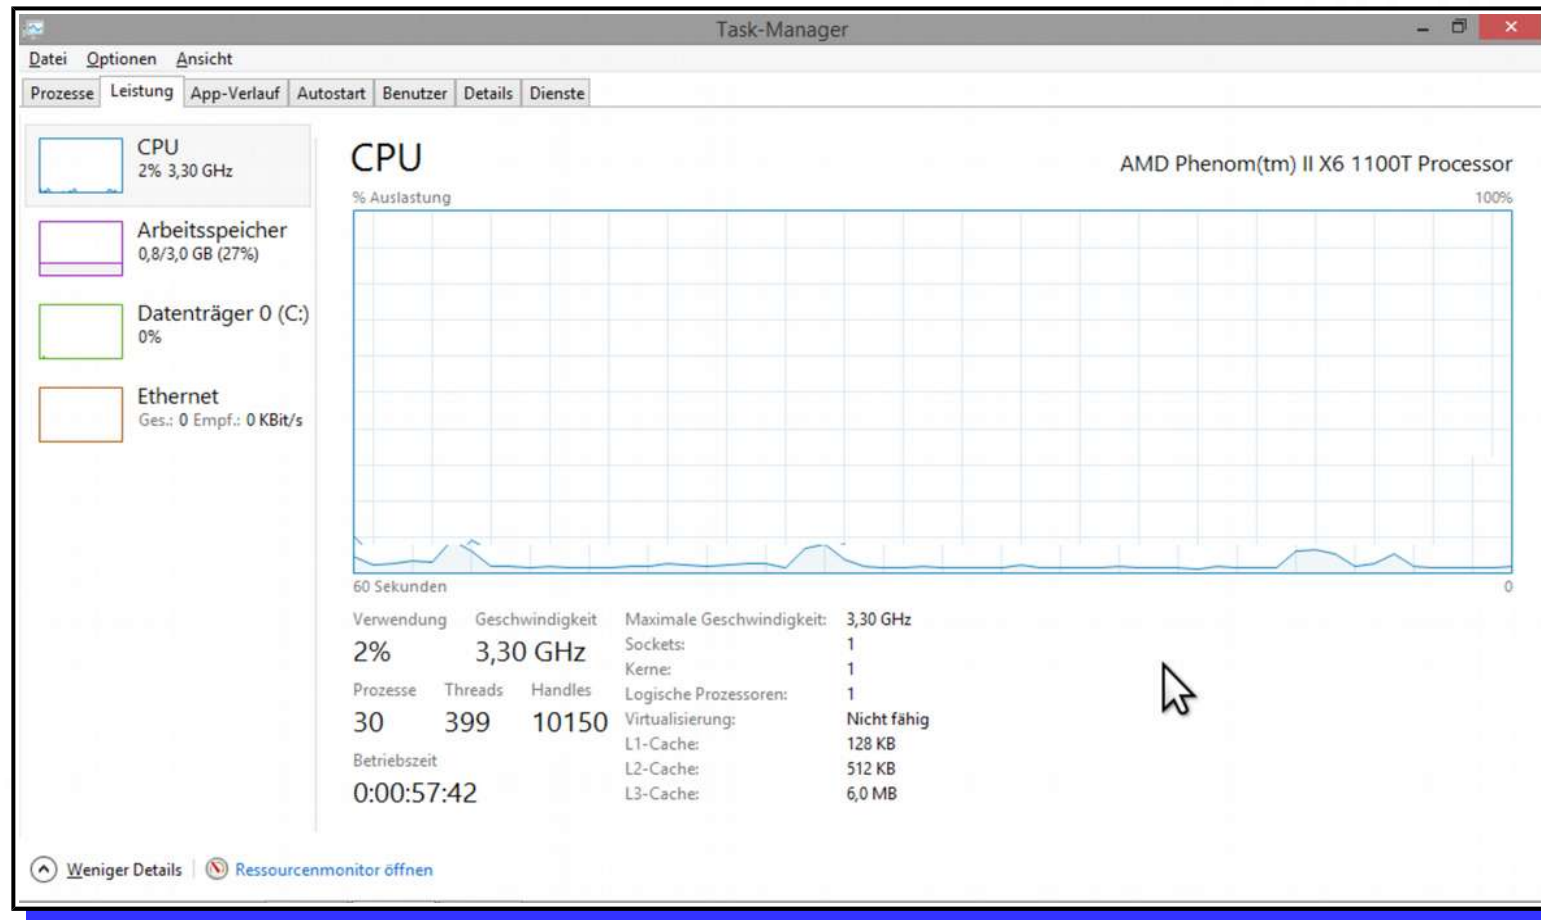 Task-Manager
Datei Optionen Ansicht
Prozesse Leistung App-Verlauf Autostart Benutzer Details Dienste
CPU
2% 3,30 GHz
Arbeitsspeicher
0,8/3,0 GB (27%)
Datenträger 0 (C:)
0%
Ethernet
Ges.: 0 Empf.: 0 KBit/s
CPU
AMD Phenom(tm) II X6 1100T Processor
% Auslastung 100%
60 Sekunden 0
Verwendung Geschwindigkeit
2% 3,30 GHz
Prozesse Threads Handles
30 399 10150
Betriebszeit
0:00:57:42
Maximale Geschwindigkeit: 3,30 GHz
Sockets: 1
Kerne: 1
Logische Prozessoren: 1
Virtualisierung: Nicht fähig
L1-Cache: 128 KB
L2-Cache: 512 KB
L3-Cache: 6,0 MB
Weniger Details Ressourcenmonitor öffnen